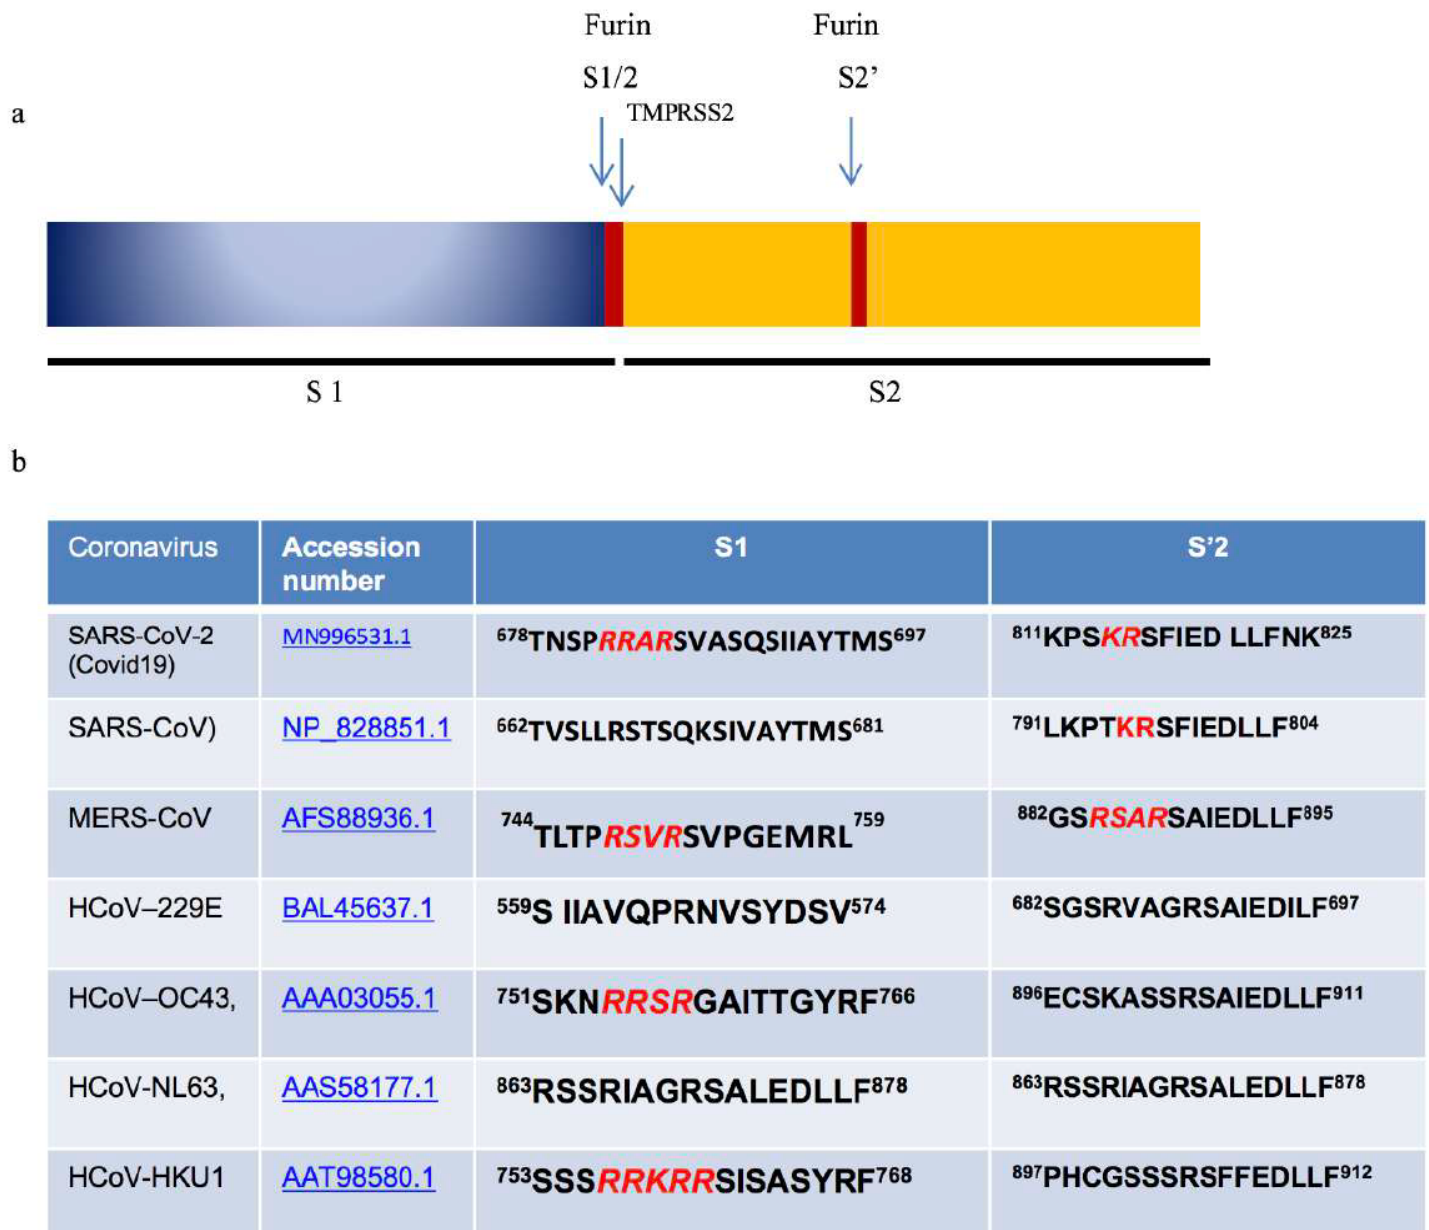 Furin Furin
S1/2 S2’
a
TMPRSS2
S 1 S2
b
Coronavirus Accession number S1 S’2
SARS-CoV-2 (Covid19) MN996531.1 678TNSPRRARSVASQSIIAYTMS697 811KPSKRSFIED LLFNK825
SARS-CoV) NP_828851.1 662TVSLLRSTSQKSIVAYTMS681 791LKPTKRSFIEDLLF804
MERS-CoV AFS88936.1 744TLTPRSVRSVPGEMRL759 882GSRSARSAIEDLLF895
HCoV–229E BAL45637.1 559S IIAVQPRNVSYDSV574 682SGSRVAGRSAIEDILF697
HCoV–OC43, AAA03055.1 751SKNRRSRGAITTGYRF766 896ECSKASSRSAIEDLLF911
HCoV-NL63, AAS58177.1 863RSSRIAGRSALEDLLF878 863RSSRIAGRSALEDLLF878
HCoV-HKU1 AAT98580.1 753SSSRRKRRSISASYRF768 897PHCGSSSRSFFEDLLF912